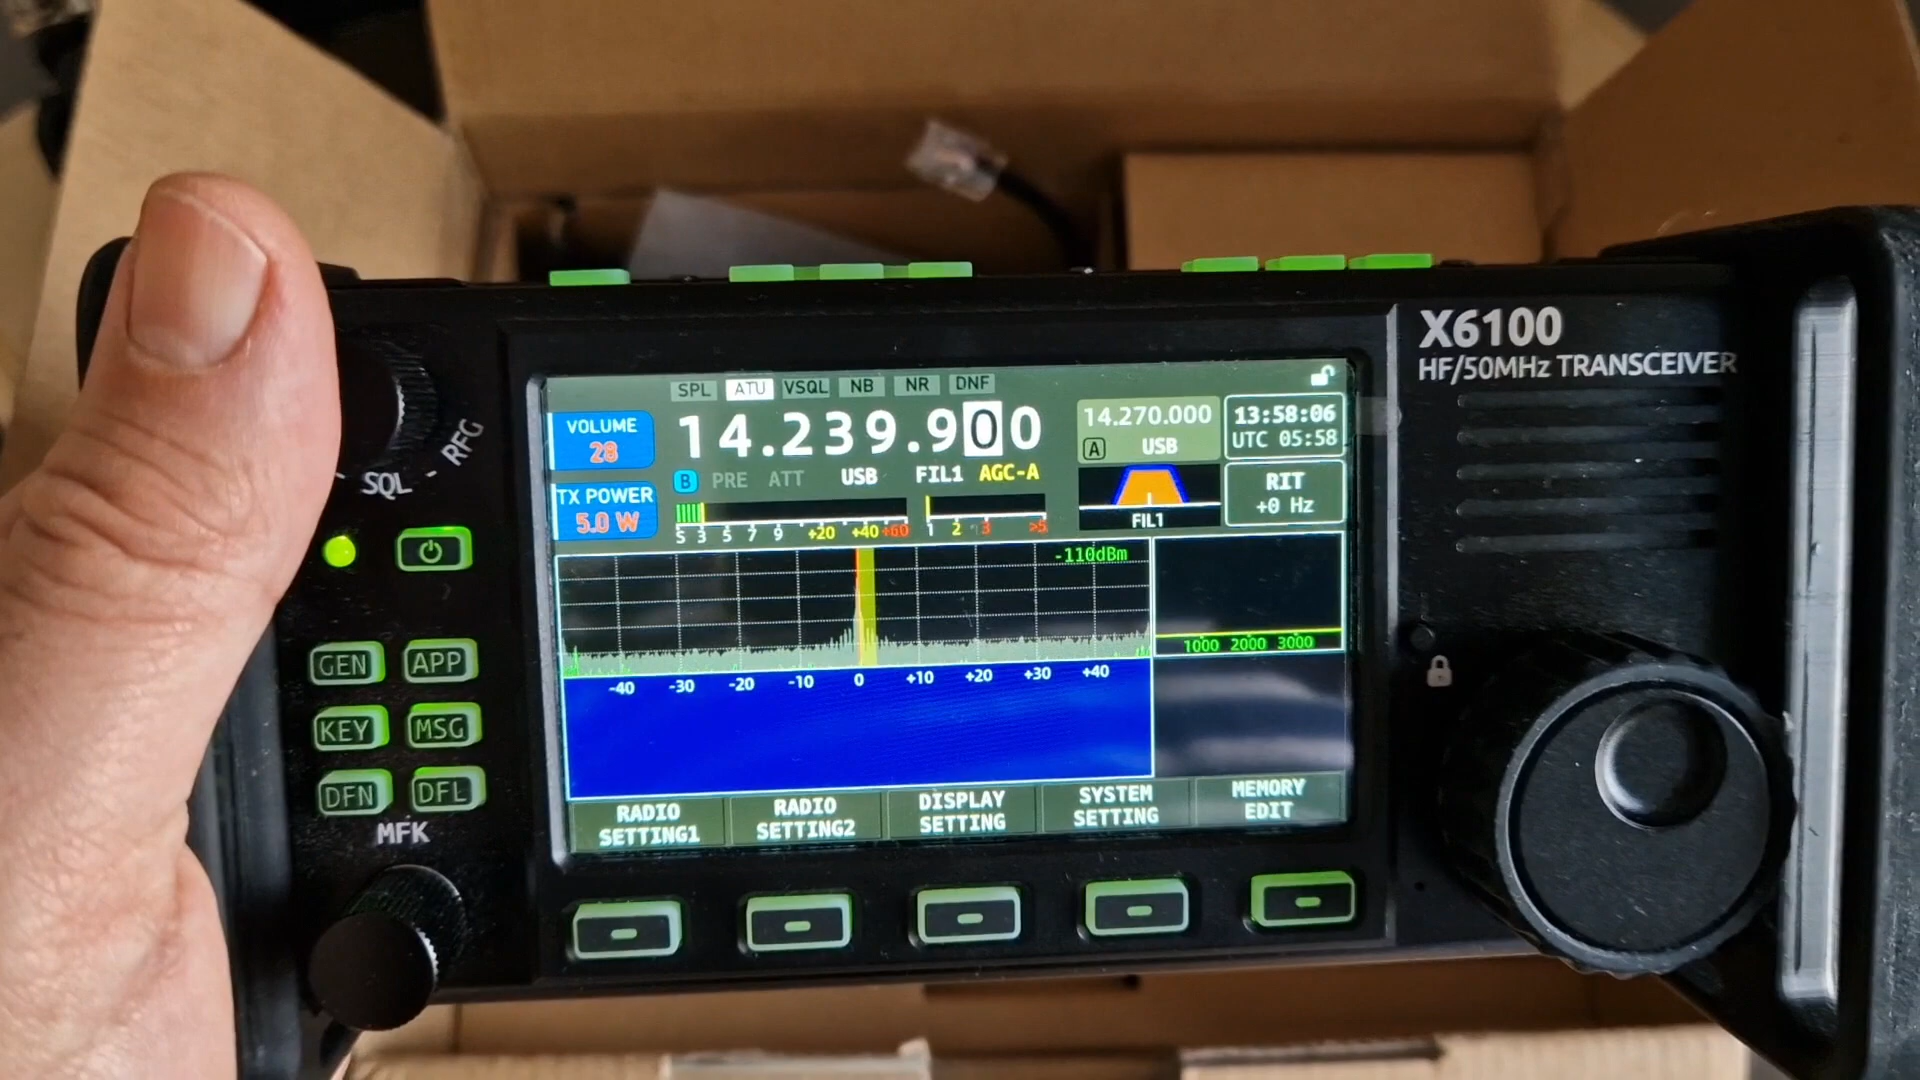 X6100
HF/50MHz TRANSCEIVER
SPL ATU VSQL NB NR DNF
VOLUME
28
14.239.900
14.270.000
A USB
13:58:06
UTC 05:58
B PRE ATT USB FIL1 AGC-A
TX POWER
5.0 W
S 3 5 7 9 +20 +40 +60
1 2 3 >5
FIL1
RIT
+0 Hz
-110dBm
1000 2000 3000
-40 -30 -20 -10 0 +10 +20 +30 +40
RADIO SETTING1
RADIO SETTING2
DISPLAY SETTING
SYSTEM SETTING
MEMORY EDIT
SQL - RFG
GEN APP
KEY MSG
DFN DFL
MFK